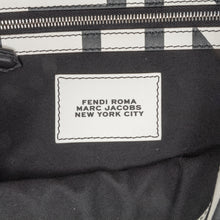 FENDI ROMA
MARC JACOBS
NEW YORK CITY